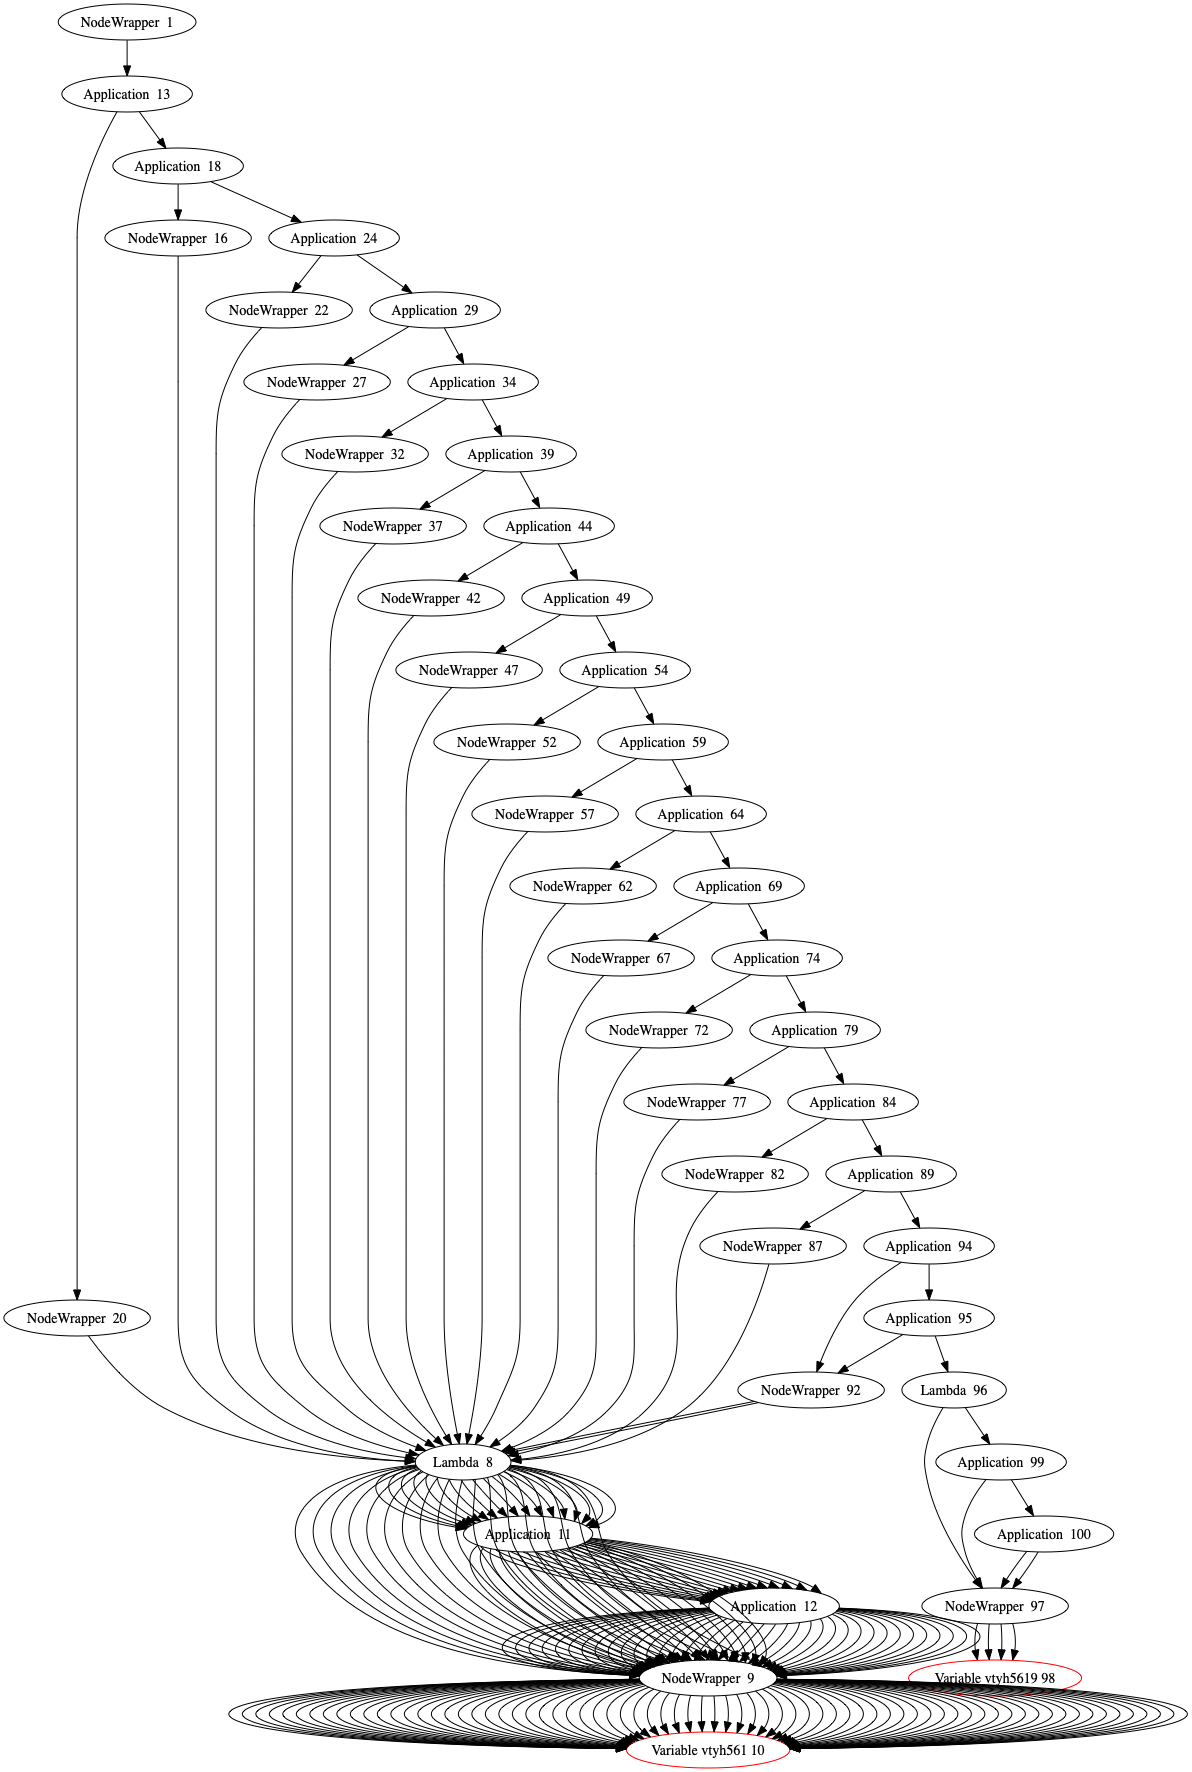 NodeWrapper 1
Application 13
Application 18
NodeWrapper 16
Application 24
NodeWrapper 22
Application 29
NodeWrapper 27
Application 34
NodeWrapper 32
Application 39
NodeWrapper 37
Application 44
NodeWrapper 42
Application 49
NodeWrapper 47
Application 54
NodeWrapper 52
Application 59
NodeWrapper 57
Application 64
NodeWrapper 62
Application 69
NodeWrapper 67
Application 74
NodeWrapper 72
Application 79
NodeWrapper 77
Application 84
NodeWrapper 82
Application 89
NodeWrapper 87
Application 94
NodeWrapper 20
Application 95
NodeWrapper 92
Lambda 96
Lambda 8
Application 99
Application 11
Application 100
Application 12
NodeWrapper 97
NodeWrapper 9
Variable vtyh5619 98
Variable vtyh561 10